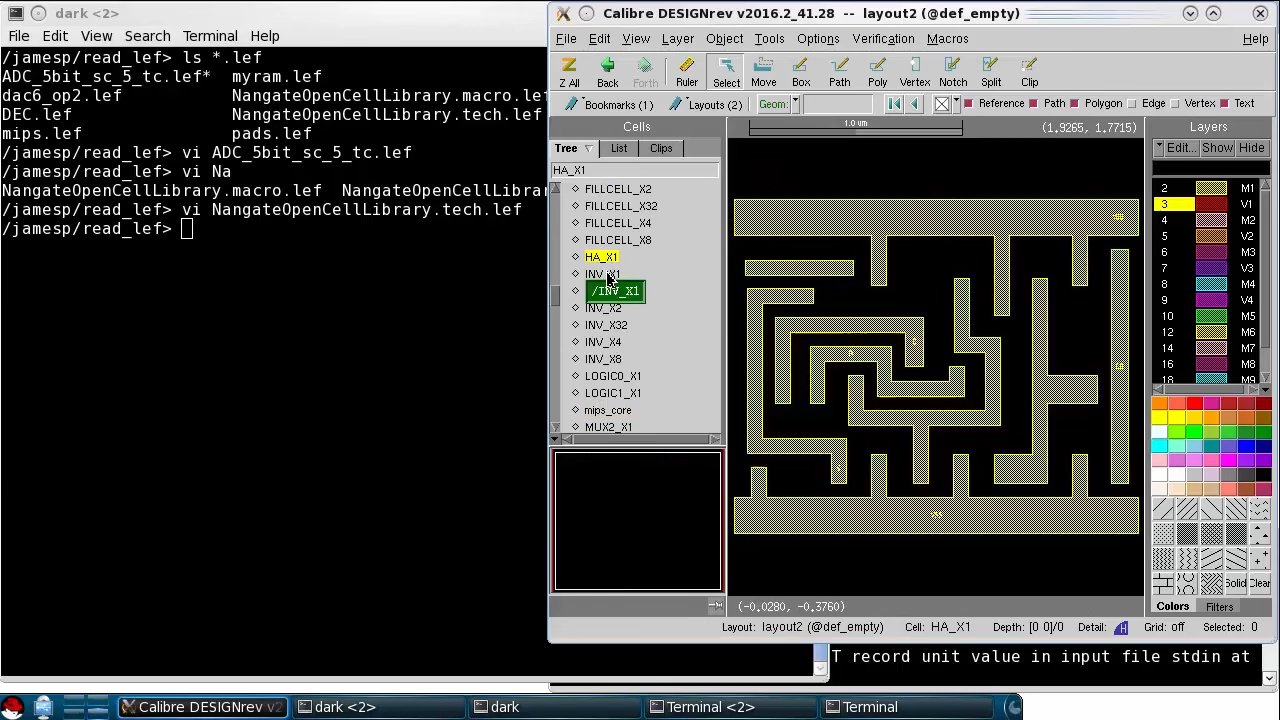 dark <2>
File Edit View Search Terminal Help
/jamesp/read_lef> ls *.lef
ADC_5bit_sc_5_tc.lef* myram.lef
dac6_op2.lef NangateOpenCellLibrary.macro.lef
DEC.lef NangateOpenCellLibrary.tech.lef
mips.lef pads.lef
/jamesp/read_lef> vi ADC_5bit_sc_5_tc.lef
/jamesp/read_lef> vi Na
NangateOpenCellLibrary.macro.lef NangateOpenCellLibrar
/jamesp/read_lef> vi NangateOpenCellLibrary.tech.lef
/jamesp/read_lef>
Calibre DESIGNrev v2016.2_41.28 -- layout2 (@def_empty)
File Edit View Layer Object Tools Options Verification Macros Help
Z All Back Forth Ruler Select Move Box Path Poly Vertex Notch Split Clip
Bookmarks (1) Layouts (2) Geom: Reference Path Polygon Edge Vertex Text
Cells
Tree List Clips
HA_X1
FILLCELL_X2
FILLCELL_X32
FILLCELL_X4
FILLCELL_X8
HA_X1
INV_X1
/INV_X1
INV_X2
INV_X32
INV_X4
INV_X8
LOGIC0_X1
LOGIC1_X1
mips_core
MUX2_X1
1.0 um (1.9265, 1.7715)
(-0.0280, -0.3760)
Layers
Edit... Show Hide
2 M1
3 V1
4 M2
5 V2
6 M3
7 V3
8 M4
9 V4
10 M5
12 M6
14 M7
16 M8
18 M9
Solid Clear
Colors Filters
Layout: layout2 (@def_empty) Cell: HA_X1 Depth: [0 0]/0 Detail: Grid: off Selected: 0
T record unit value in input file stdin at
Calibre DESIGNrev v2 dark <2> dark Terminal <2> Terminal